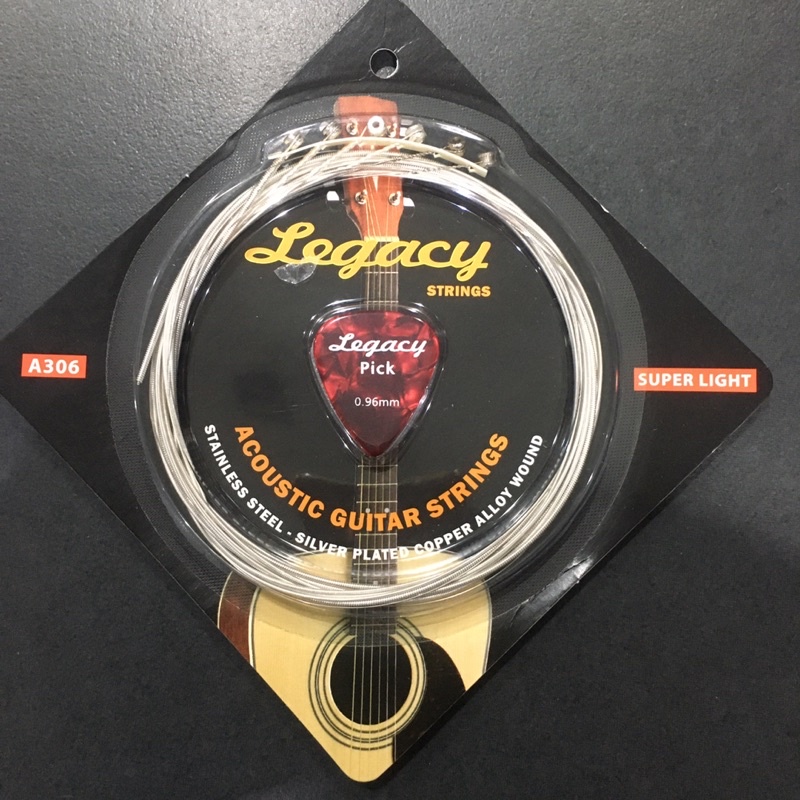 Legacy
STRINGS
Legacy
Pick
0.96mm
A306
SUPER LIGHT
ACOUSTIC GUITAR STRINGS
STAINLESS STEEL - SILVER PLATED COPPER ALLOY WOUND